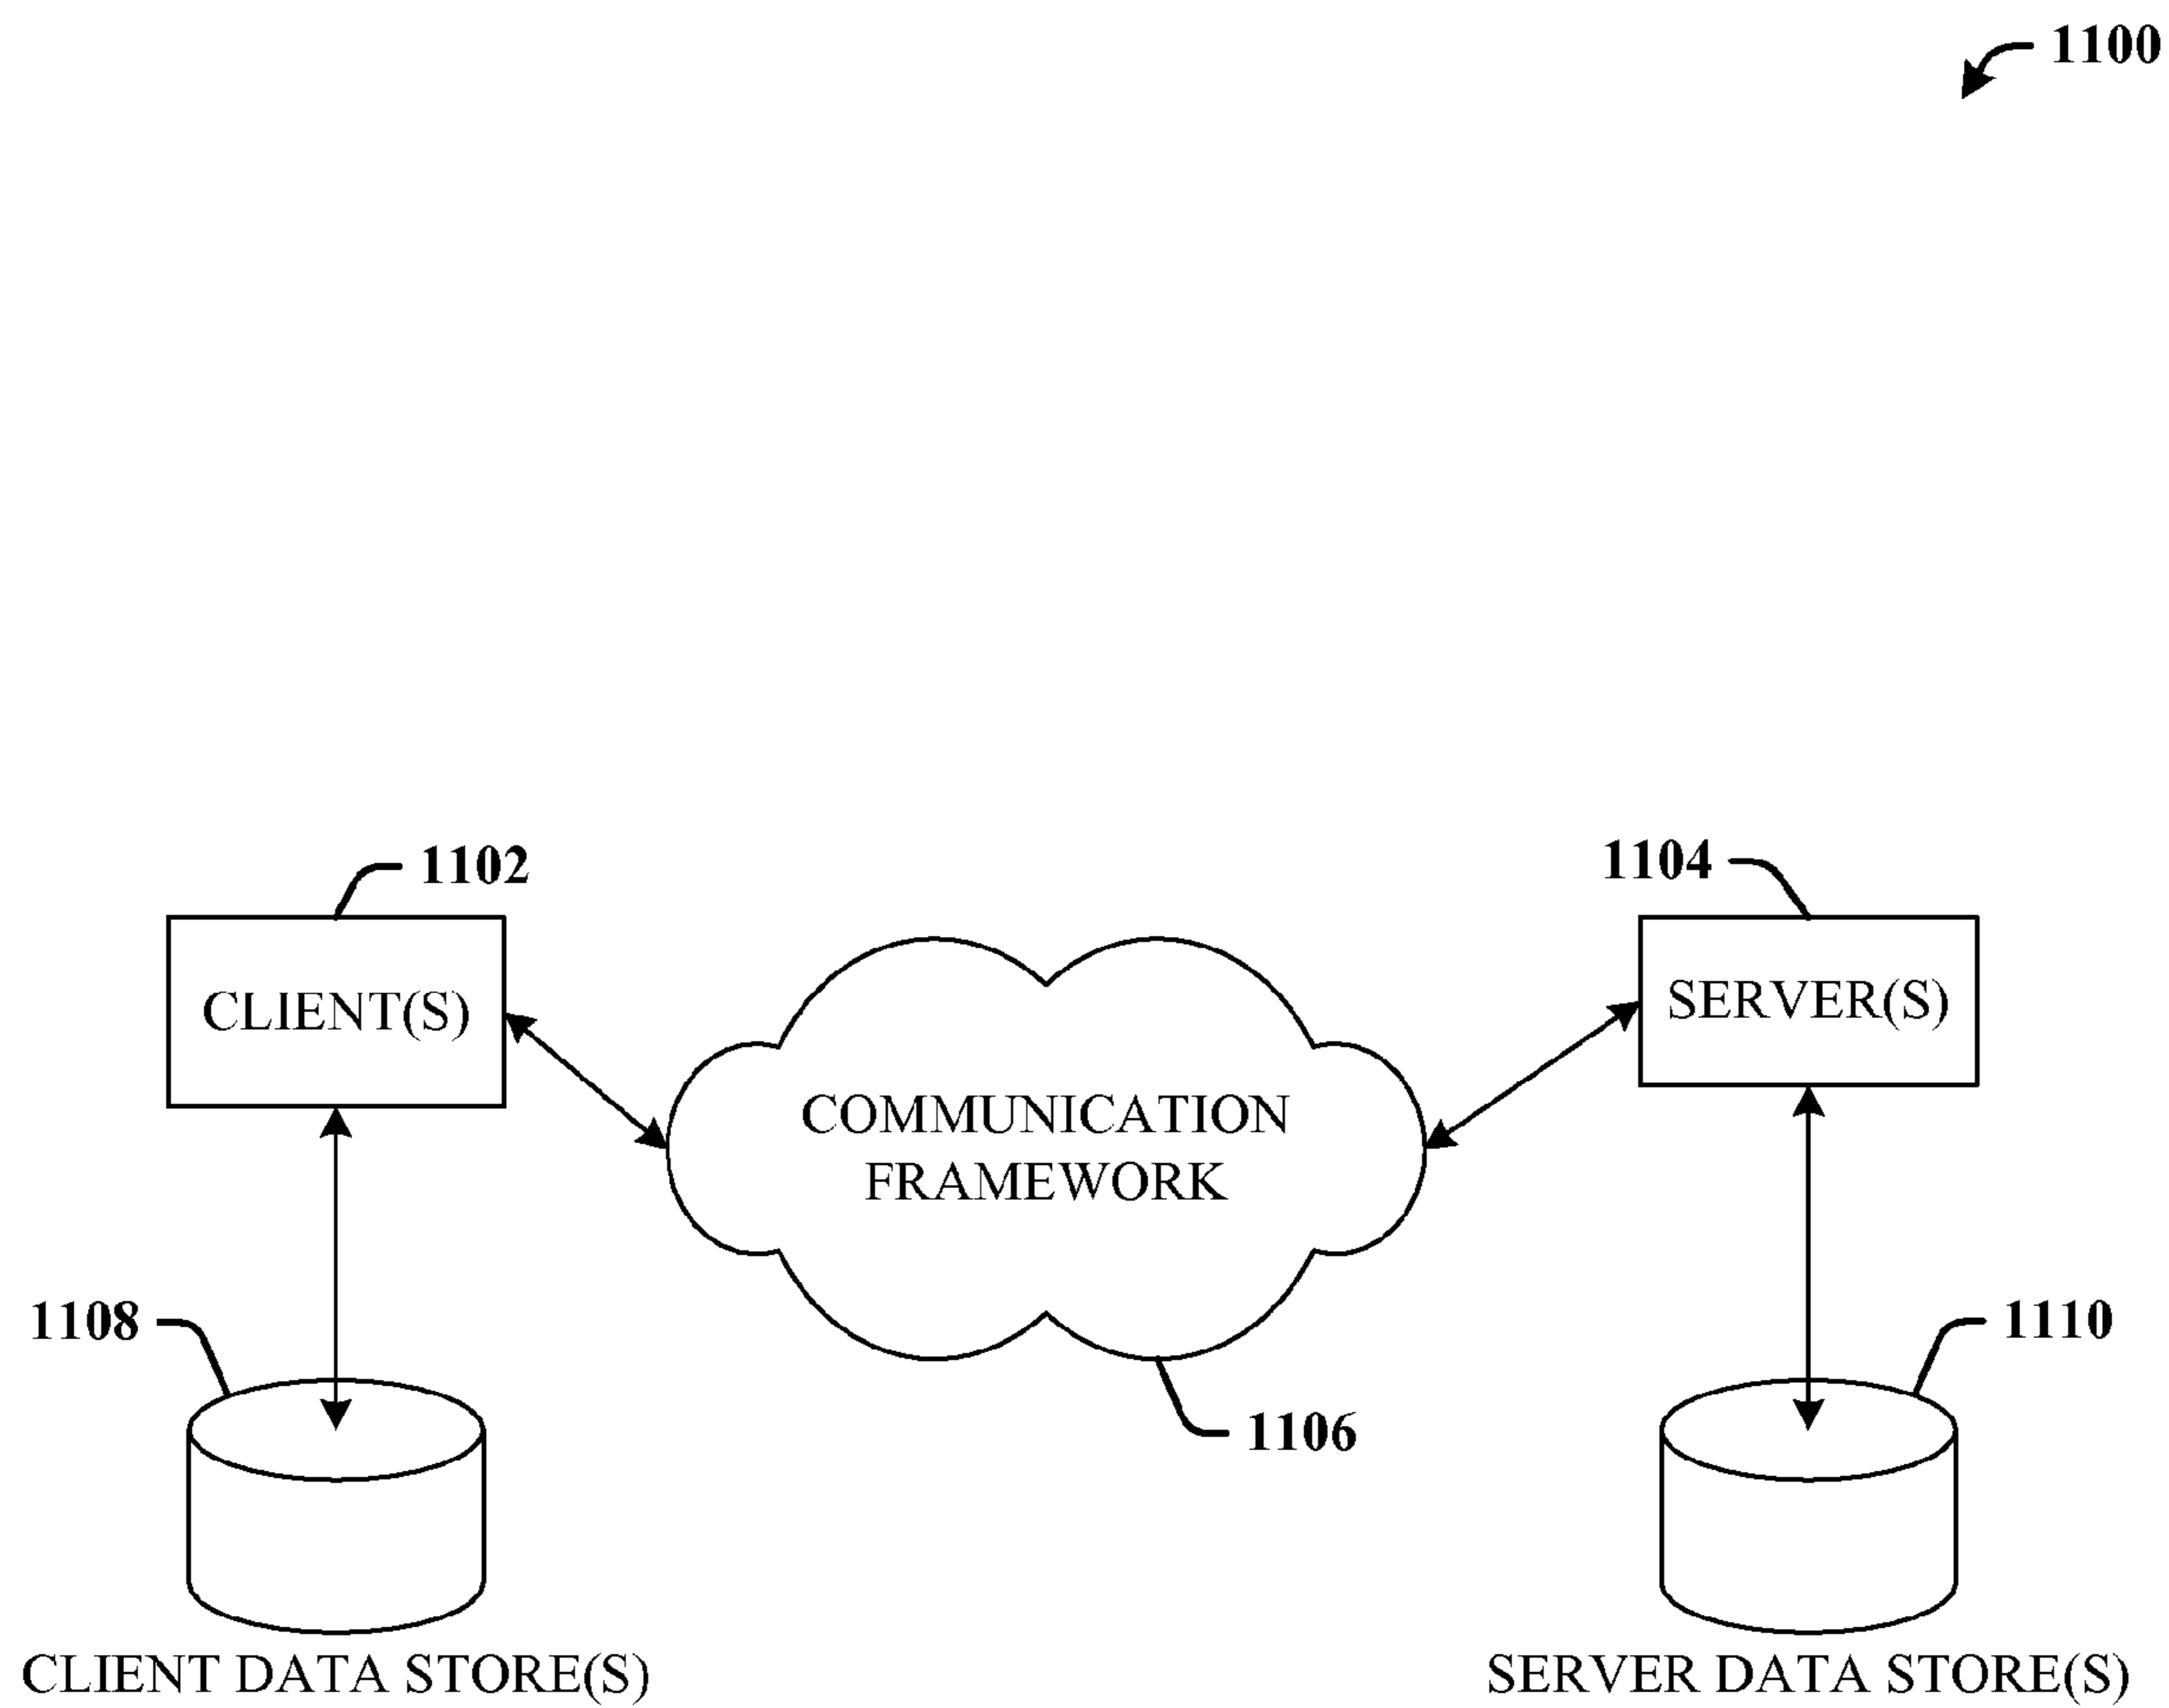 1100
1102
1104
CLIENT(S)
SERVER(S)
COMMUNICATION
FRAMEWORK
1108
1110
1106
CLIENT DATA STORE(S)
SERVER DATA STORE(S)